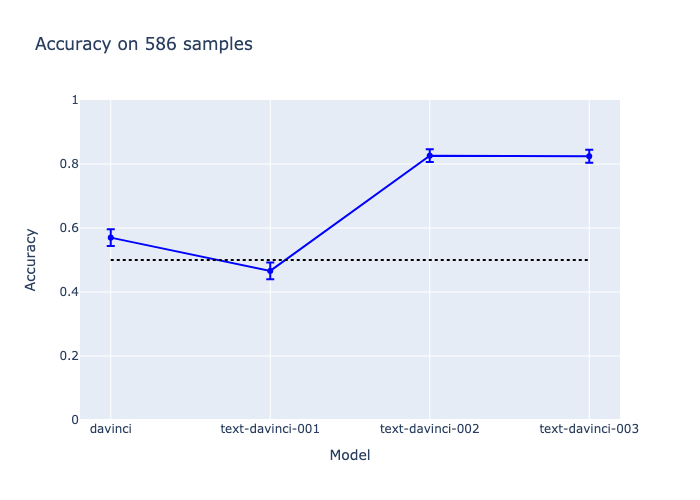 Accuracy on 586 samples
1
0.8
0.6
0.4
0.2
0
Accuracy
davinci
text-davinci-001
text-davinci-002
text-davinci-003
Model